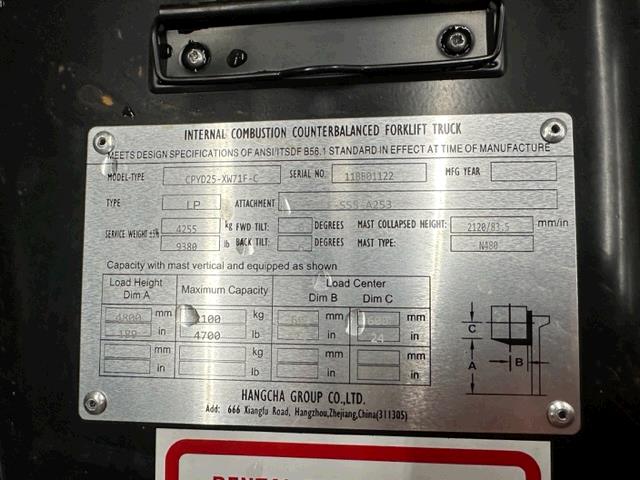 INTERNAL COMBUSTION COUNTERBALANCED FORKLIFT TRUCK
MEETS DESIGN SPECIFICATIONS OF ANSI/ITSDF B56.1 STANDARD IN EFFECT AT TIME OF MANUFACTURE
MODEL-TYPE CPYD25-XW71F-C SERIAL NO. 11BB01122 MFG YEAR
TYPE LP ATTACHMENT -SSS-A253
SERVICE WEIGHT ±5% 4255 kg FWD TILT: DEGREES MAST COLLAPSED HEIGHT: 2120/83.5 mm/in
9380 lb BACK TILT: DEGREES MAST TYPE: N480
Capacity with mast vertical and equipped as shown
Load Height Dim A Maximum Capacity Load Center Dim B Dim C
4800 mm 2100 kg mm 600 mm
189 in 4700 lb in 24 in
mm kg mm mm
in lb in in
C
B
A
HANGCHA GROUP CO.,LTD.
Add: 666 Xiangfu Road, Hangzhou,Zhejiang,China(311305)